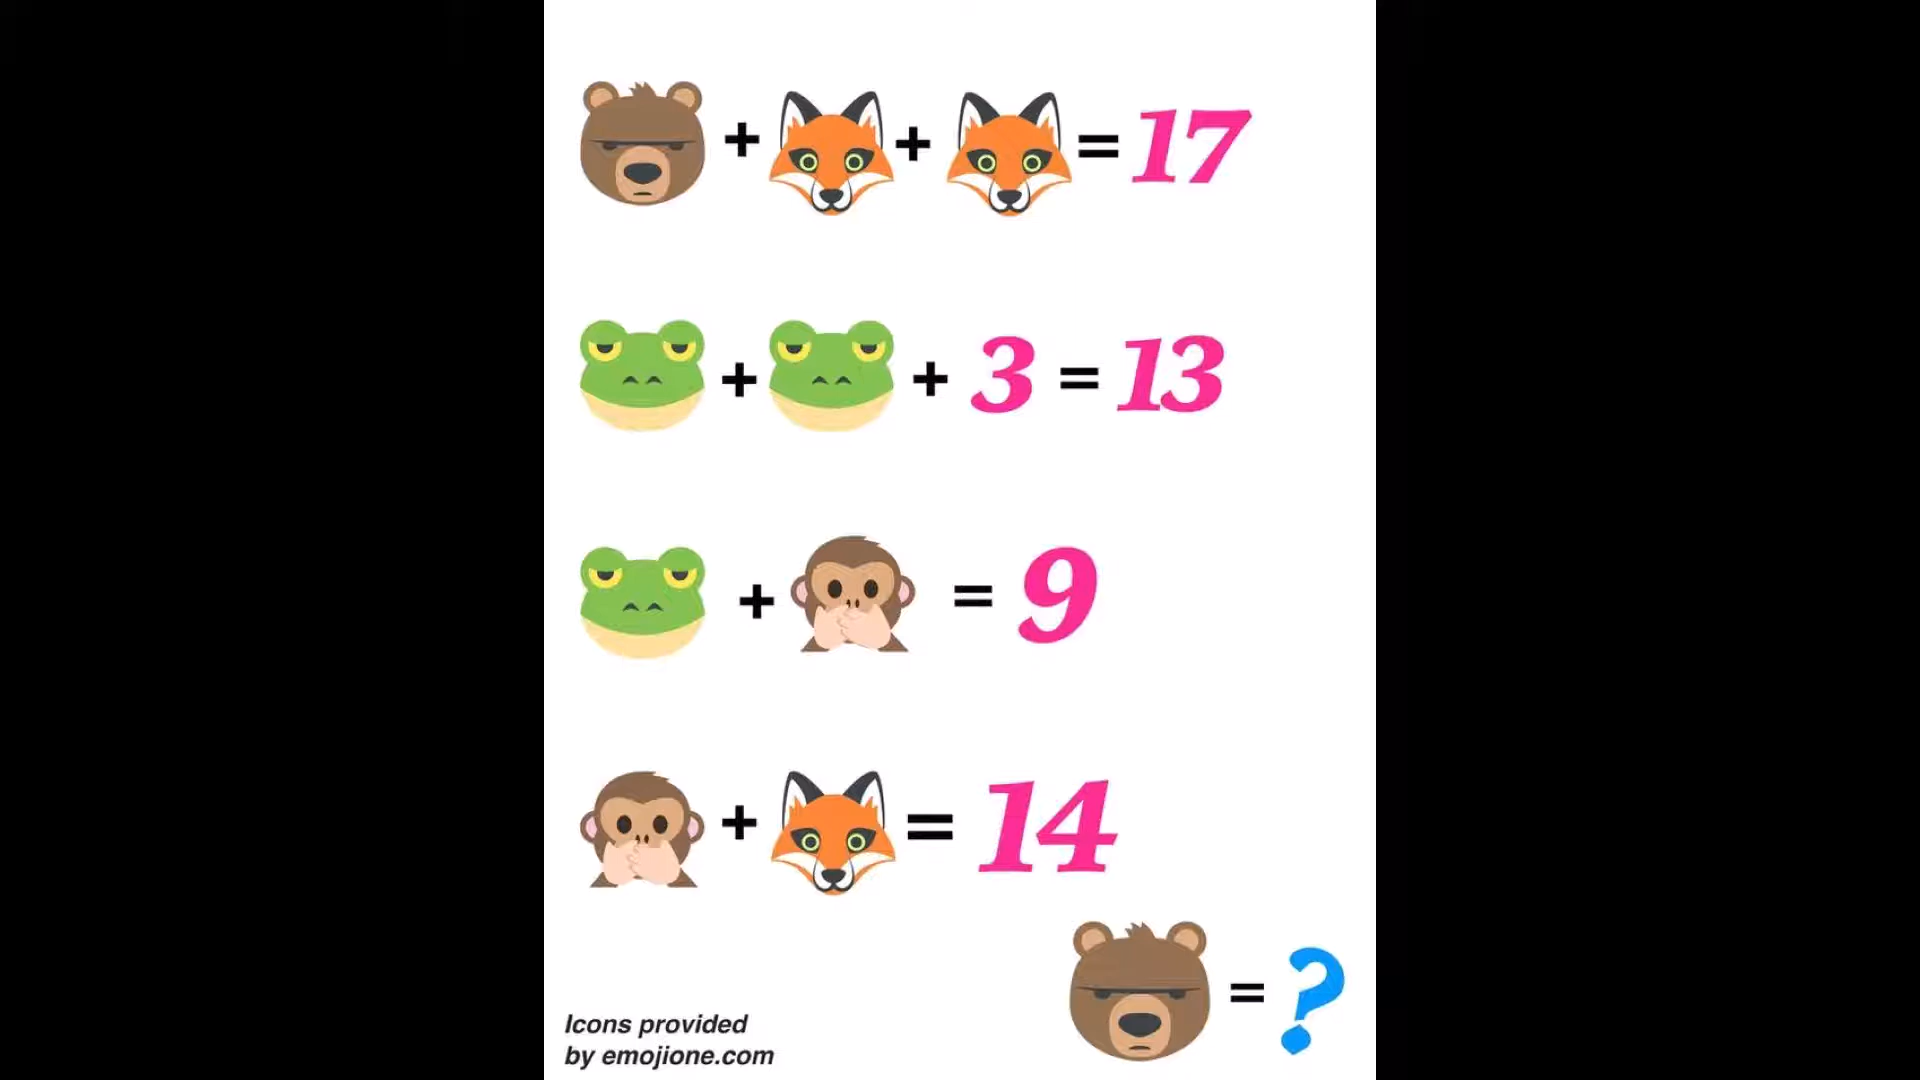 + + = 17
+ + 3 = 13
+ = 9
+ = 14
= ?
Icons provided
by emojione.com